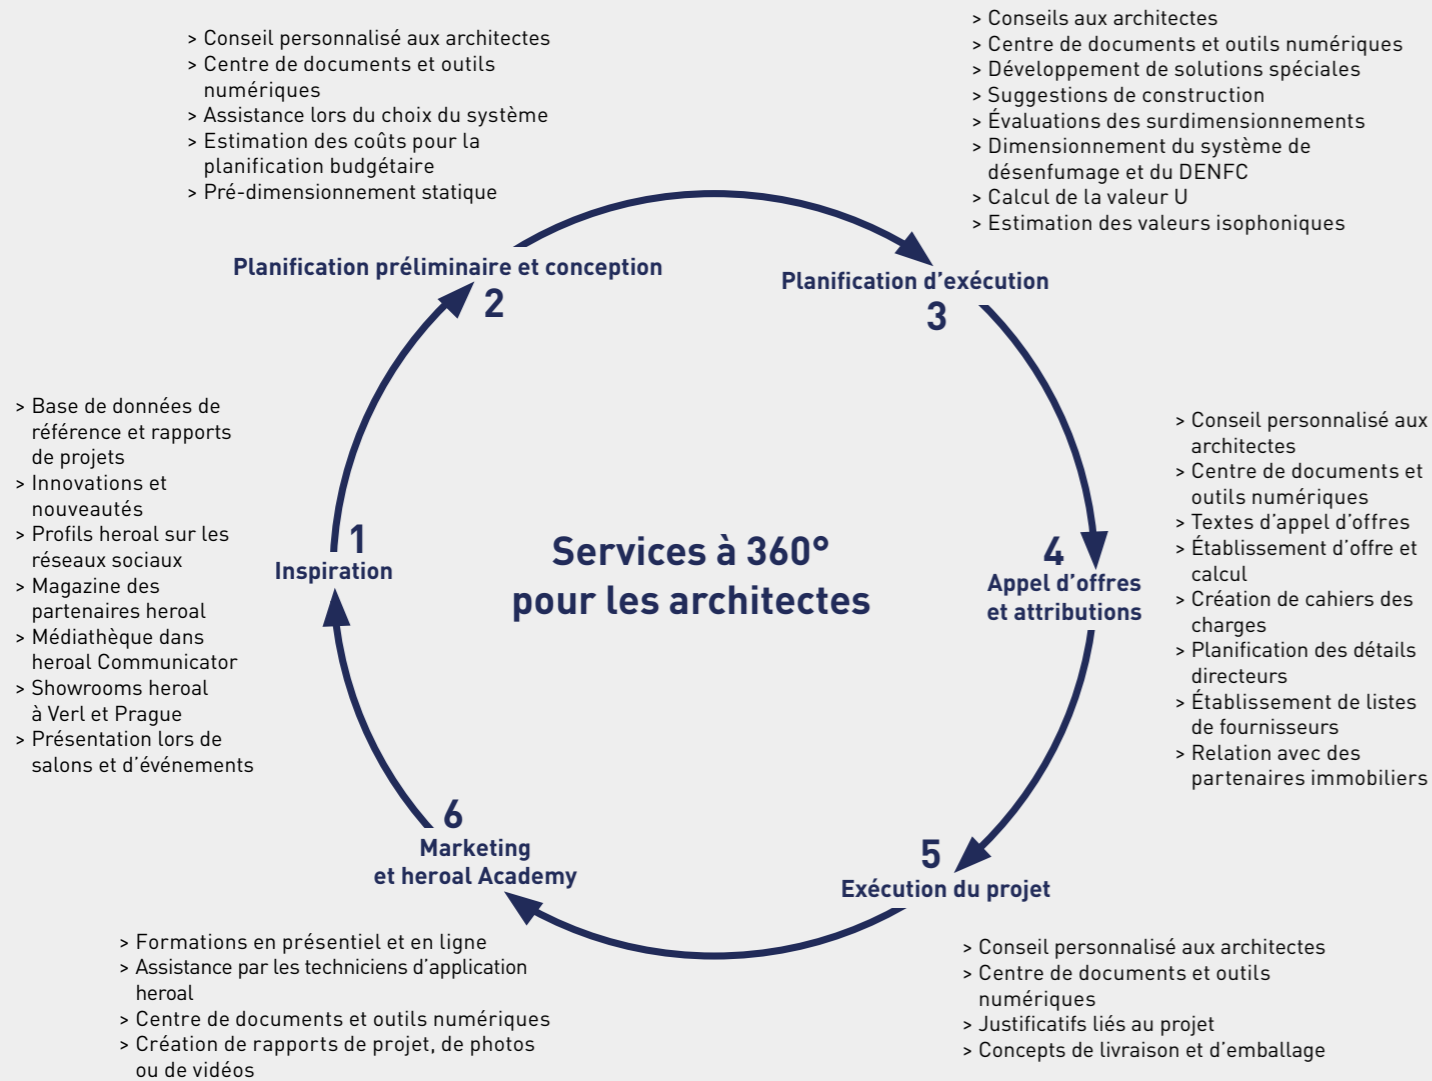 Services à 360°
pour les architectes
1
Inspiration
> Base de données de
référence et rapports
de projets
> Innovations et
nouveautés
> Profils heroal sur les
réseaux sociaux
> Magazine des
partenaires heroal
> Médiathèque dans
heroal Communicator
> Showrooms heroal
à Verl et Prague
> Présentation lors de
salons et d'événements
> Conseil personnalisé aux architectes
> Centre de documents et outils
numériques
> Assistance lors du choix du système
> Estimation des coûts pour la
planification budgétaire
> Pré-dimensionnement statique
Planification préliminaire et conception
2
> Conseils aux architectes
> Centre de documents et outils numériques
> Développement de solutions spéciales
> Suggestions de construction
> Évaluations des surdimensionnements
> Dimensionnement du système de
désenfumage et du DENFC
> Calcul de la valeur U
> Estimation des valeurs isophoniques
Planification d'exécution
3
4
Appel d'offres
et attributions
> Conseil personnalisé aux
architectes
> Centre de documents et
outils numériques
> Textes d'appel d'offres
> Établissement d'offre et
calcul
> Création de cahiers des
charges
> Planification des détails
directeurs
> Établissement de listes
de fournisseurs
> Relation avec des
partenaires immobiliers
5
Exécution du projet
> Conseil personnalisé aux architectes
> Centre de documents et outils
numériques
> Justificatifs liés au projet
> Concepts de livraison et d'emballage
6
Marketing
et heroal Academy
> Formations en présentiel et en ligne
> Assistance par les techniciens d'application
heroal
> Centre de documents et outils numériques
> Création de rapports de projet, de photos
ou de vidéos